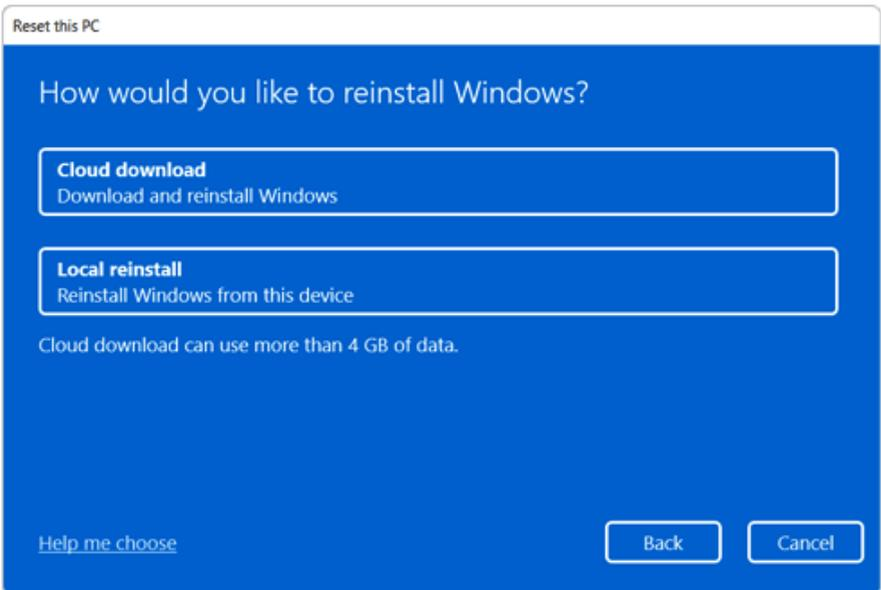 Reset this PC
How would you like to reinstall Windows?
Cloud download
Download and reinstall Windows
Local reinstall
Reinstall Windows from this device
Cloud download can use more than 4 GB of data.
Help me choose
Back
Cancel